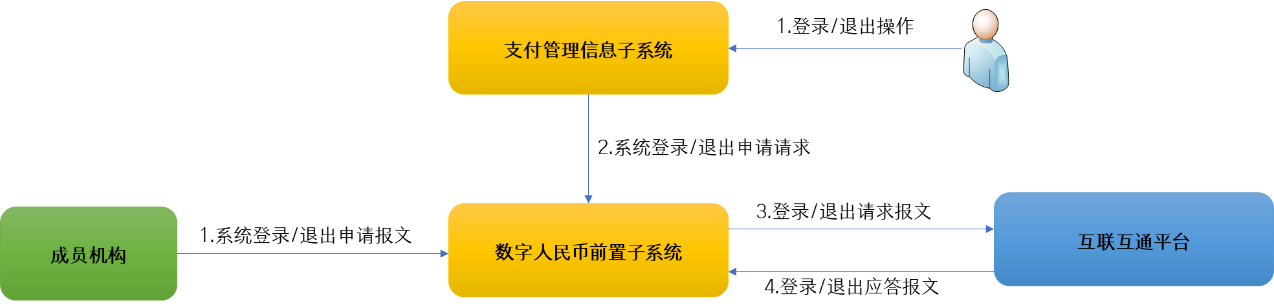 1.登录/退出操作
支付管理信息子系统
2.系统登录/退出申请请求
3.登录/退出请求报文
1.系统登录/退出申请报文
成员机构
数字人民币前置子系统
互联互通平台
4.登录/退出应答报文